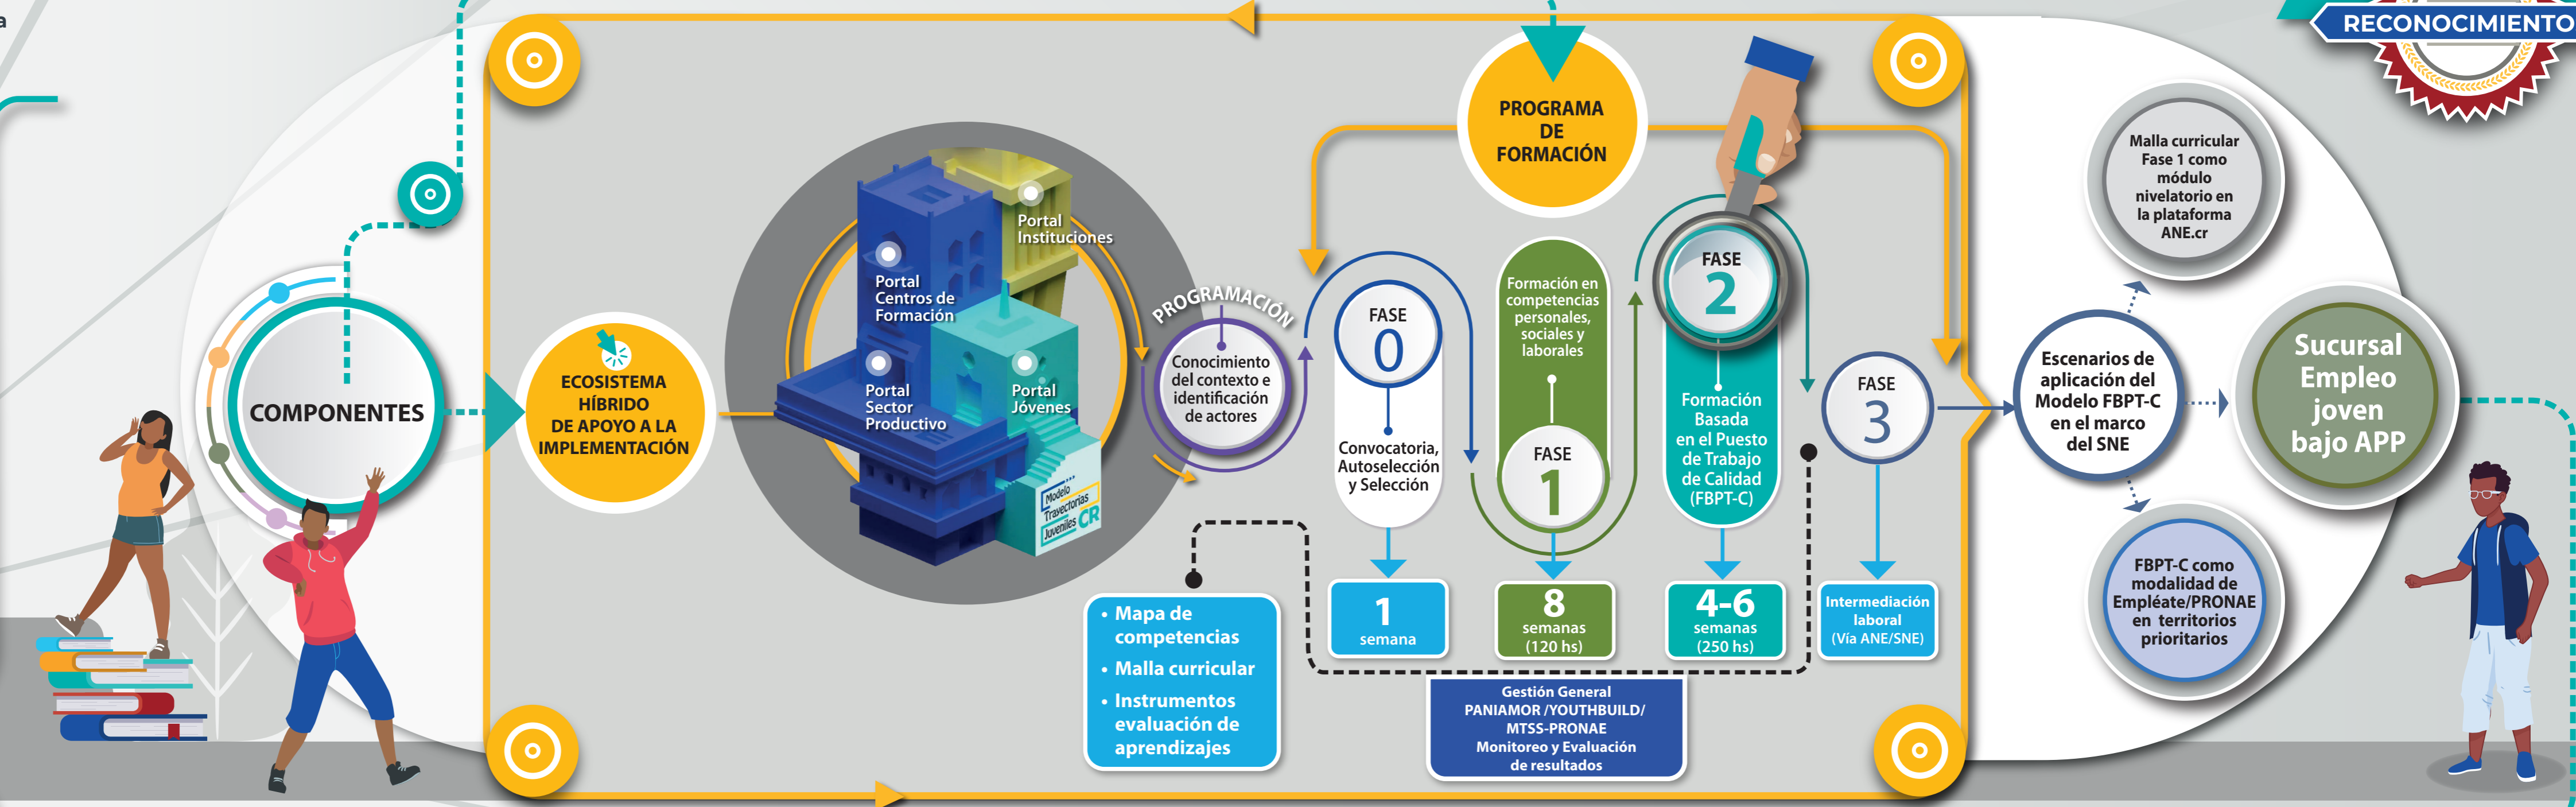 a
RECONOCIMIENTO
COMPONENTES
ECOSISTEMA
HÍBRIDO
DE APOYO A LA
IMPLEMENTACIÓN
Portal
Instituciones
Portal
Centros de
Formación
Portal
Sector
Productivo
Portal
Jóvenes
Modelo
Trayectorias
Juveniles CR
PROGRAMACIÓN
Conocimiento
del contexto e
identificación
de actores
PROGRAMA
DE
FORMACIÓN
FASE
0
Convocatoria,
Autoselección
y Selección
1
semana
Formación en
competencias
personales,
sociales y
laborales
FASE
1
8
semanas
(120 hs)
FASE
2
Formación
Basada
en el Puesto
de Trabajo
de Calidad
(FBPT-C)
4-6
semanas
(250 hs)
FASE
3
Intermediación
laboral
(Vía ANE/SNE)
• Mapa de
competencias
• Malla curricular
• Instrumentos
evaluación de
aprendizajes
Gestión General
PANIAMOR /YOUTHBUILD/
MTSS-PRONAE
Monitoreo y Evaluación
de resultados
Escenarios de
aplicación del
Modelo FBPT-C
en el marco
del SNE
Malla curricular
Fase 1 como
módulo
nivelatorio en
la plataforma
ANE.cr
Sucursal
Empleo
joven
bajo APP
FBPT-C como
modalidad de
Empléate/PRONAE
en territorios
prioritarios